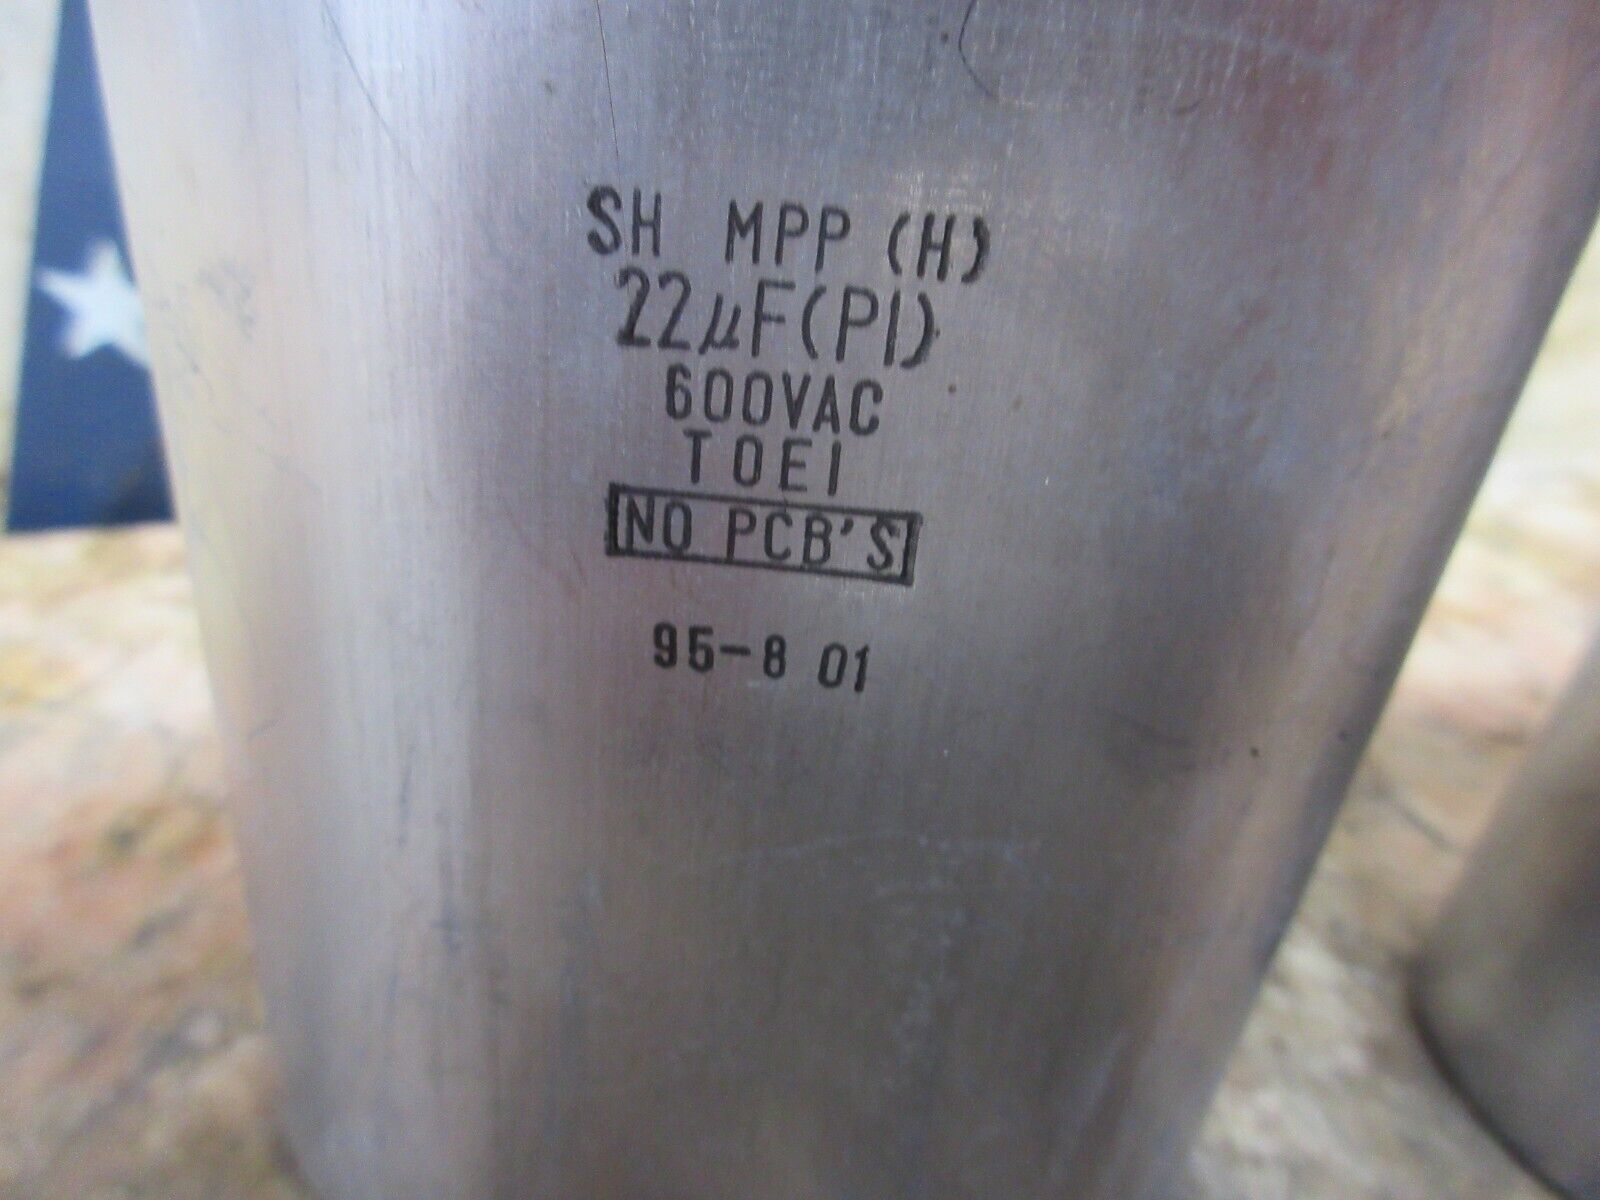 SH MPP (H)
22μF(PI)
600VAC
TOEI
NO PCB'S
95-8 01